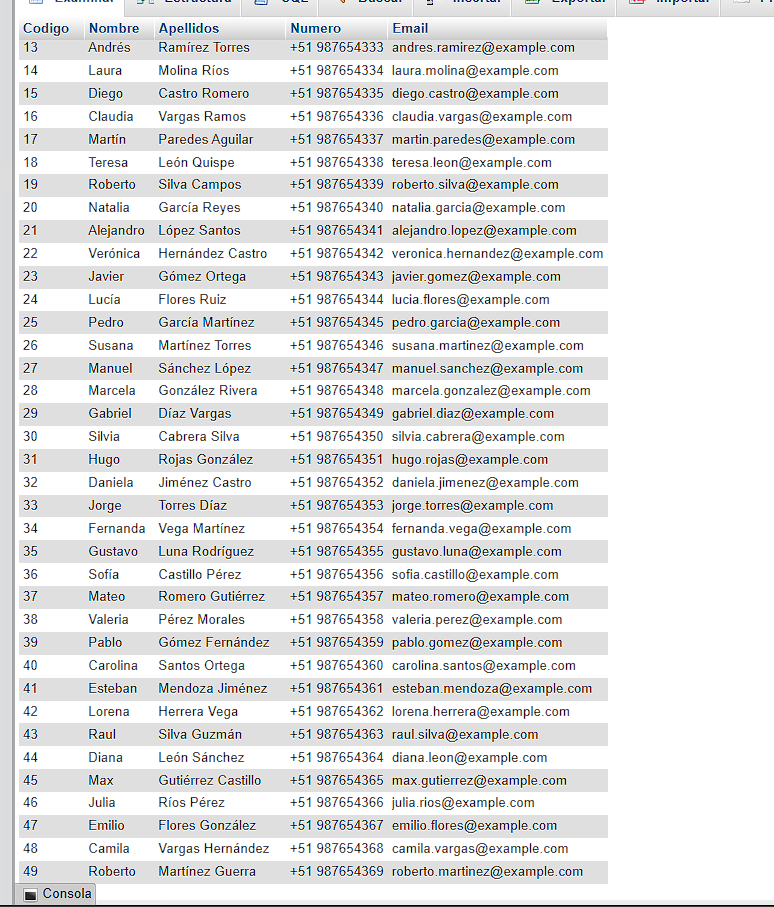 Examinar Estructura SQL Buscar Insertar Exportar Importar
Codigo Nombre Apellidos Numero Email
13 Andrés Ramírez Torres +51 987654333 andres.ramirez@example.com
14 Laura Molina Ríos +51 987654334 laura.molina@example.com
15 Diego Castro Romero +51 987654335 diego.castro@example.com
16 Claudia Vargas Ramos +51 987654336 claudia.vargas@example.com
17 Martín Paredes Aguilar +51 987654337 martin.paredes@example.com
18 Teresa León Quispe +51 987654338 teresa.leon@example.com
19 Roberto Silva Campos +51 987654339 roberto.silva@example.com
20 Natalia García Reyes +51 987654340 natalia.garcia@example.com
21 Alejandro López Santos +51 987654341 alejandro.lopez@example.com
22 Verónica Hernández Castro +51 987654342 veronica.hernandez@example.com
23 Javier Gómez Ortega +51 987654343 javier.gomez@example.com
24 Lucía Flores Ruiz +51 987654344 lucia.flores@example.com
25 Pedro García Martínez +51 987654345 pedro.garcia@example.com
26 Susana Martínez Torres +51 987654346 susana.martinez@example.com
27 Manuel Sánchez López +51 987654347 manuel.sanchez@example.com
28 Marcela González Rivera +51 987654348 marcela.gonzalez@example.com
29 Gabriel Díaz Vargas +51 987654349 gabriel.diaz@example.com
30 Silvia Cabrera Silva +51 987654350 silvia.cabrera@example.com
31 Hugo Rojas González +51 987654351 hugo.rojas@example.com
32 Daniela Jiménez Castro +51 987654352 daniela.jimenez@example.com
33 Jorge Torres Díaz +51 987654353 jorge.torres@example.com
34 Fernanda Vega Martínez +51 987654354 fernanda.vega@example.com
35 Gustavo Luna Rodríguez +51 987654355 gustavo.luna@example.com
36 Sofía Castillo Pérez +51 987654356 sofia.castillo@example.com
37 Mateo Romero Gutiérrez +51 987654357 mateo.romero@example.com
38 Valeria Pérez Morales +51 987654358 valeria.perez@example.com
39 Pablo Gómez Fernández +51 987654359 pablo.gomez@example.com
40 Carolina Santos Ortega +51 987654360 carolina.santos@example.com
41 Esteban Mendoza Jiménez +51 987654361 esteban.mendoza@example.com
42 Lorena Herrera Vega +51 987654362 lorena.herrera@example.com
43 Raul Silva Guzmán +51 987654363 raul.silva@example.com
44 Diana León Sánchez +51 987654364 diana.leon@example.com
45 Max Gutiérrez Castillo +51 987654365 max.gutierrez@example.com
46 Julia Ríos Pérez +51 987654366 julia.rios@example.com
47 Emilio Flores González +51 987654367 emilio.flores@example.com
48 Camila Vargas Hernández +51 987654368 camila.vargas@example.com
49 Roberto Martínez Guerra +51 987654369 roberto.martinez@example.com
Consola